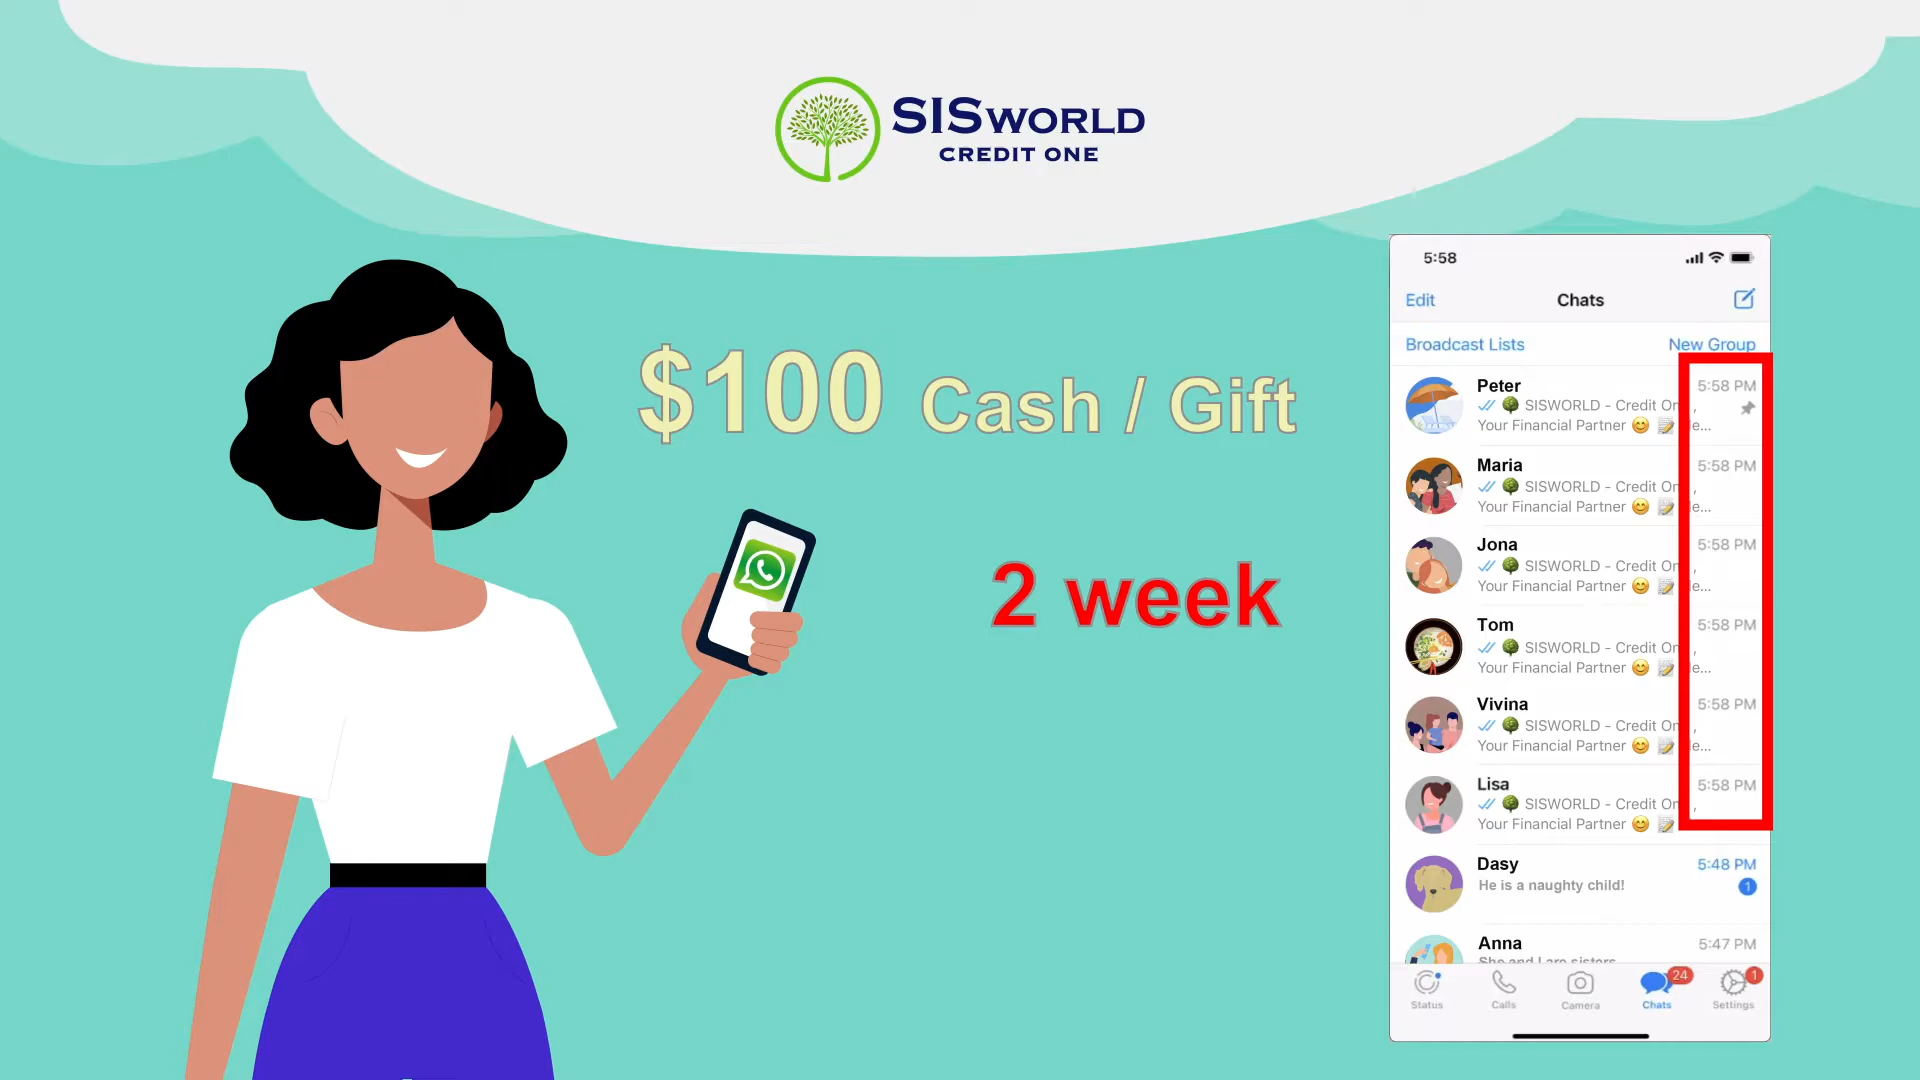 SISWORLD
CREDIT ONE
$100 Cash / Gift
2 week
5:58
Edit
Chats
Broadcast Lists
New Group
Peter
5:58 PM
SISWORLD - Credit On ,
Your Financial Partner 😊 📝 e...
Maria
5:58 PM
SISWORLD - Credit On ,
Your Financial Partner 😊 📝 e...
Jona
5:58 PM
SISWORLD - Credit On ,
Your Financial Partner 😊 📝 e...
Tom
5:58 PM
SISWORLD - Credit On ,
Your Financial Partner 😊 📝 e...
Vivina
5:58 PM
SISWORLD - Credit On ,
Your Financial Partner 😊 📝 e...
Lisa
5:58 PM
SISWORLD - Credit On ,
Your Financial Partner 😊 📝
Dasy
5:48 PM
He is a naughty child!
1
Anna
5:47 PM
She and I are sisters
24
1
Status
Calls
Camera
Chats
Settings